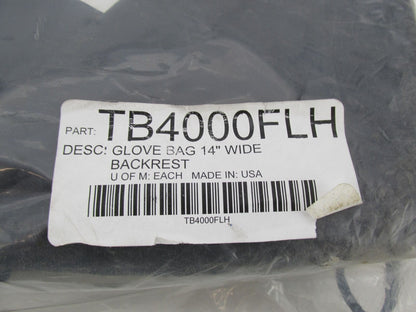 PART: TB4000FLH
DESC: GLOVE BAG 14" WIDE
BACKREST
U OF M: EACH MADE IN: USA
TB4000FLH